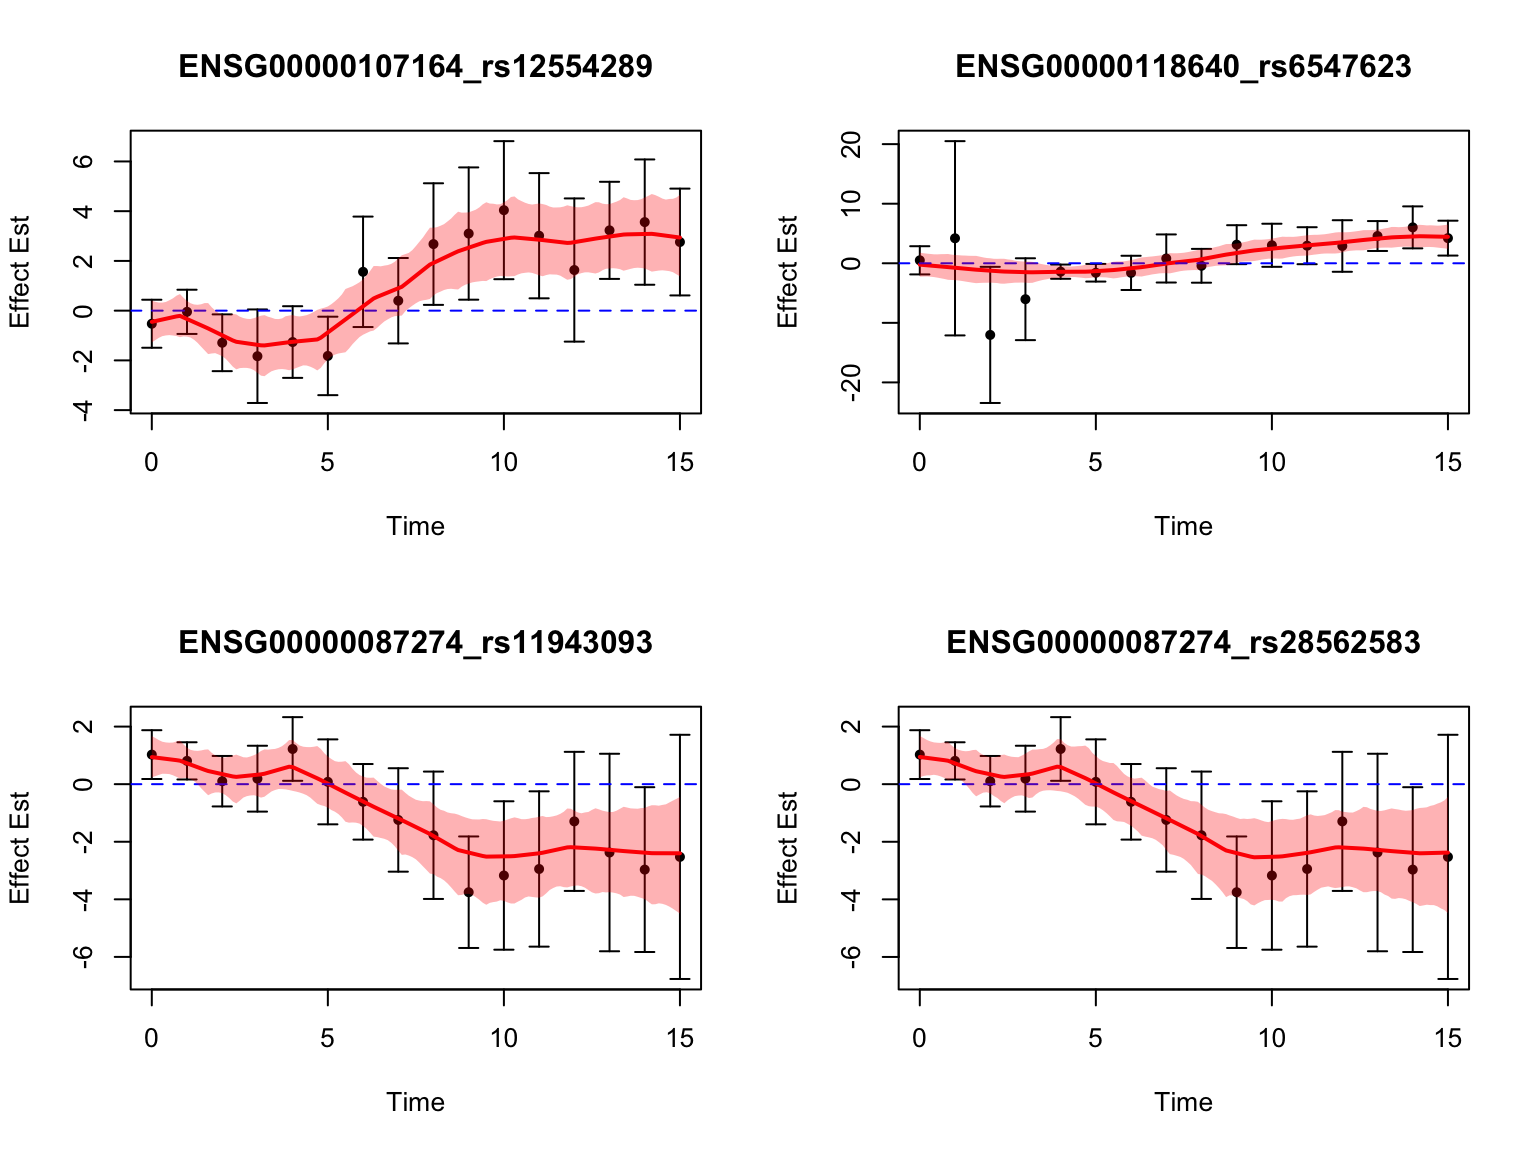 ENSG00000107164_rs12554289
Effect Est
6
4
2
0
-2
-4
0 5 10 15
Time
ENSG00000118640_rs6547623
Effect Est
20
10
0
-20
0 5 10 15
Time
ENSG00000087274_rs11943093
Effect Est
2
0
-2
-4
-6
0 5 10 15
Time
ENSG00000087274_rs28562583
Effect Est
2
0
-2
-4
-6
0 5 10 15
Time